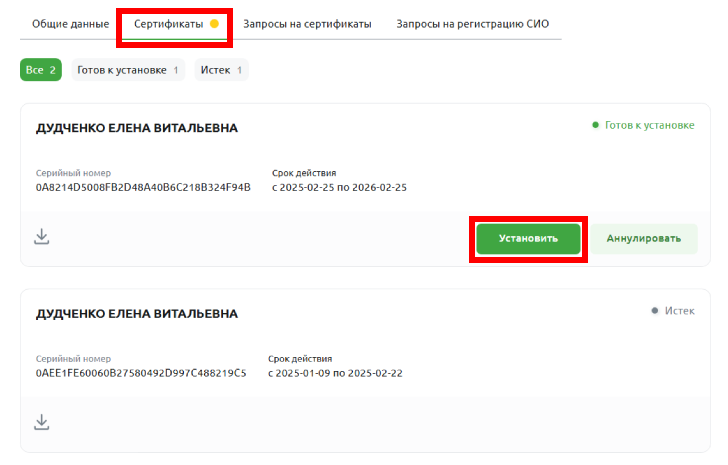 Общие данные Сертификаты Запросы на сертификаты Запросы на регистрацию СИО
Все 2 Готов к установке 1 Истек 1
ДУДЧЕНКО ЕЛЕНА ВИТАЛЬЕВНА Готов к установке
Серийный номер Срок действия
0A8214D5008FB2D48A40B6C218B324F94B с 2025-02-25 по 2026-02-25
Установить Аннулировать
ДУДЧЕНКО ЕЛЕНА ВИТАЛЬЕВНА Истек
Серийный номер Срок действия
0AEE1FE60060B27580492D997C488219C5 с 2025-01-09 по 2025-02-22